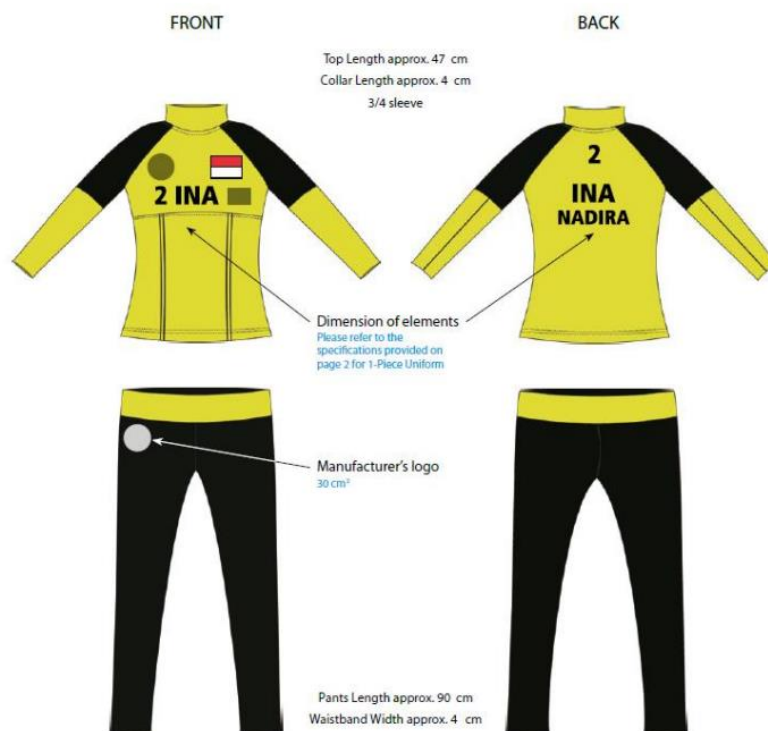 FRONT
BACK
Top Length approx. 47 cm
Collar Length approx. 4 cm
3/4 sleeve
2 INA
2
INA
NADIRA
Dimension of elements
Please refer to the
specifications provided on
page 2 for 1-Piece Uniform
Manufacturer's logo
30 cm²
Pants Length approx. 90 cm
Waistband Width approx. 4 cm